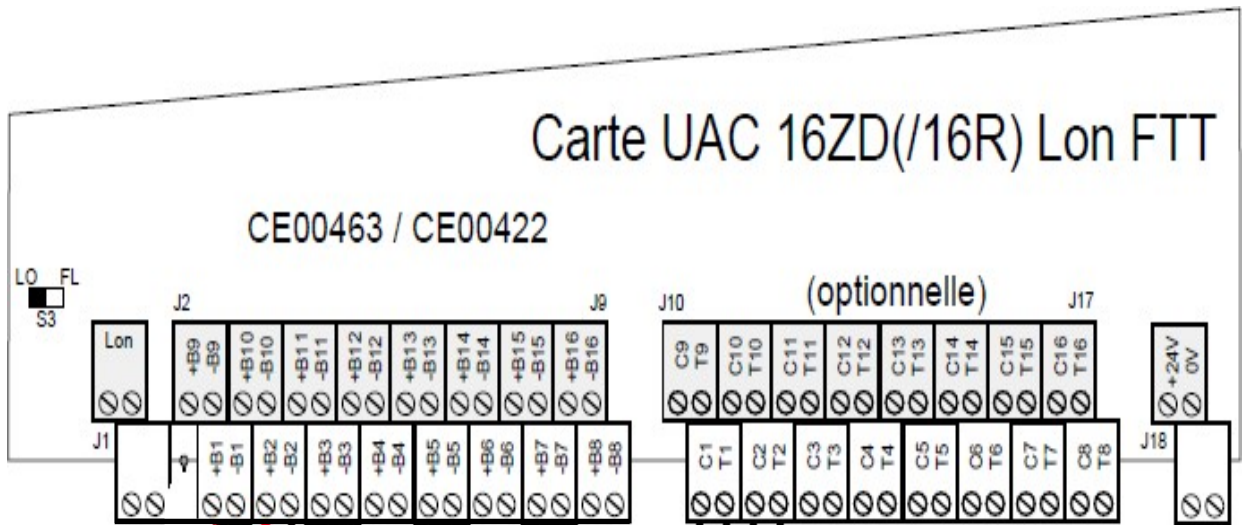 Carte UAC 16ZD(/16R) Lon FTT
CE00463 / CE00422
LO FL
S3
J2 J9 J10 (optionnelle) J17
Lon
+B9 -B9 +B10 -B10 +B11 -B11 +B12 -B12 +B13 -B13 +B14 -B14 +B15 -B15 +B16 -B16
C9 T9 C10 T10 C11 T11 C12 T12 C13 T13 C14 T14 C15 T15 C16 T16
+24V 0V
J1
+B1 -B1 +B2 -B2 +B3 -B3 +B4 -B4 +B5 -B5 +B6 -B6 +B7 -B7 +B8 -B8
C1 T1 C2 T2 C3 T3 C4 T4 C5 T5 C6 T6 C7 T7 C8 T8
J18